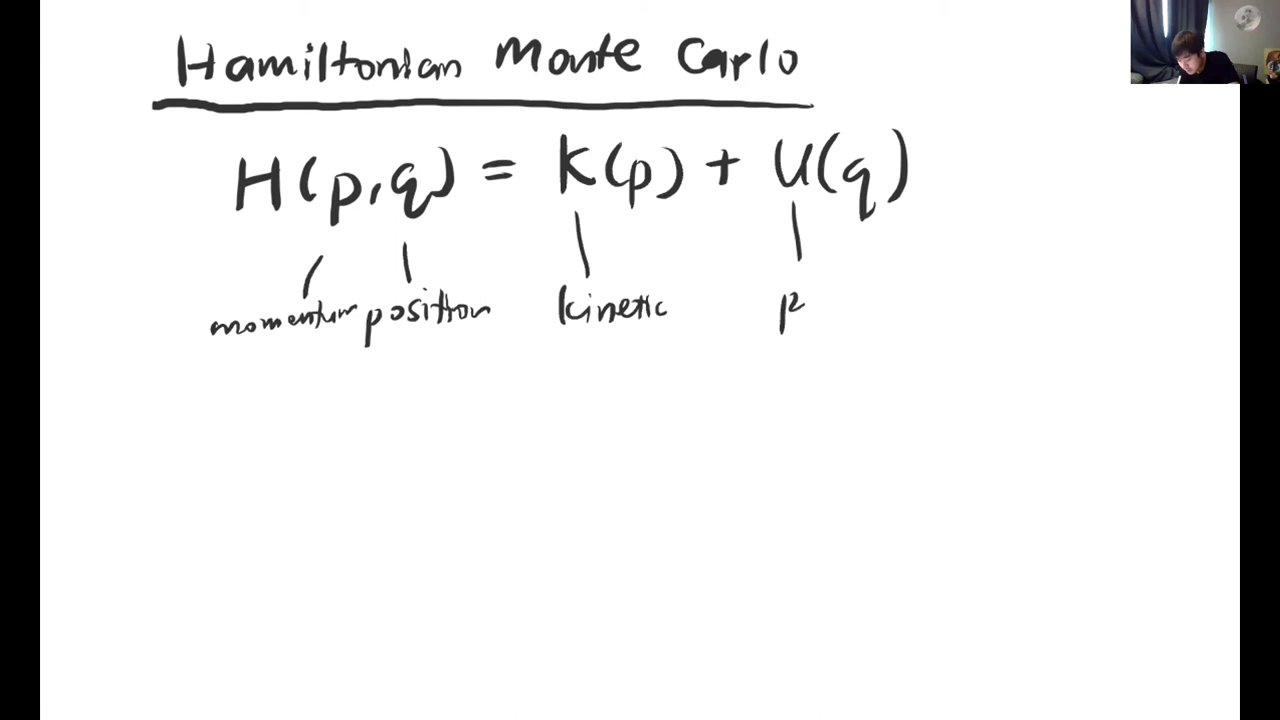 Hamiltonian Monte Carlo
H(p,q) = K(p) + U(q)
momentum position kinetic p